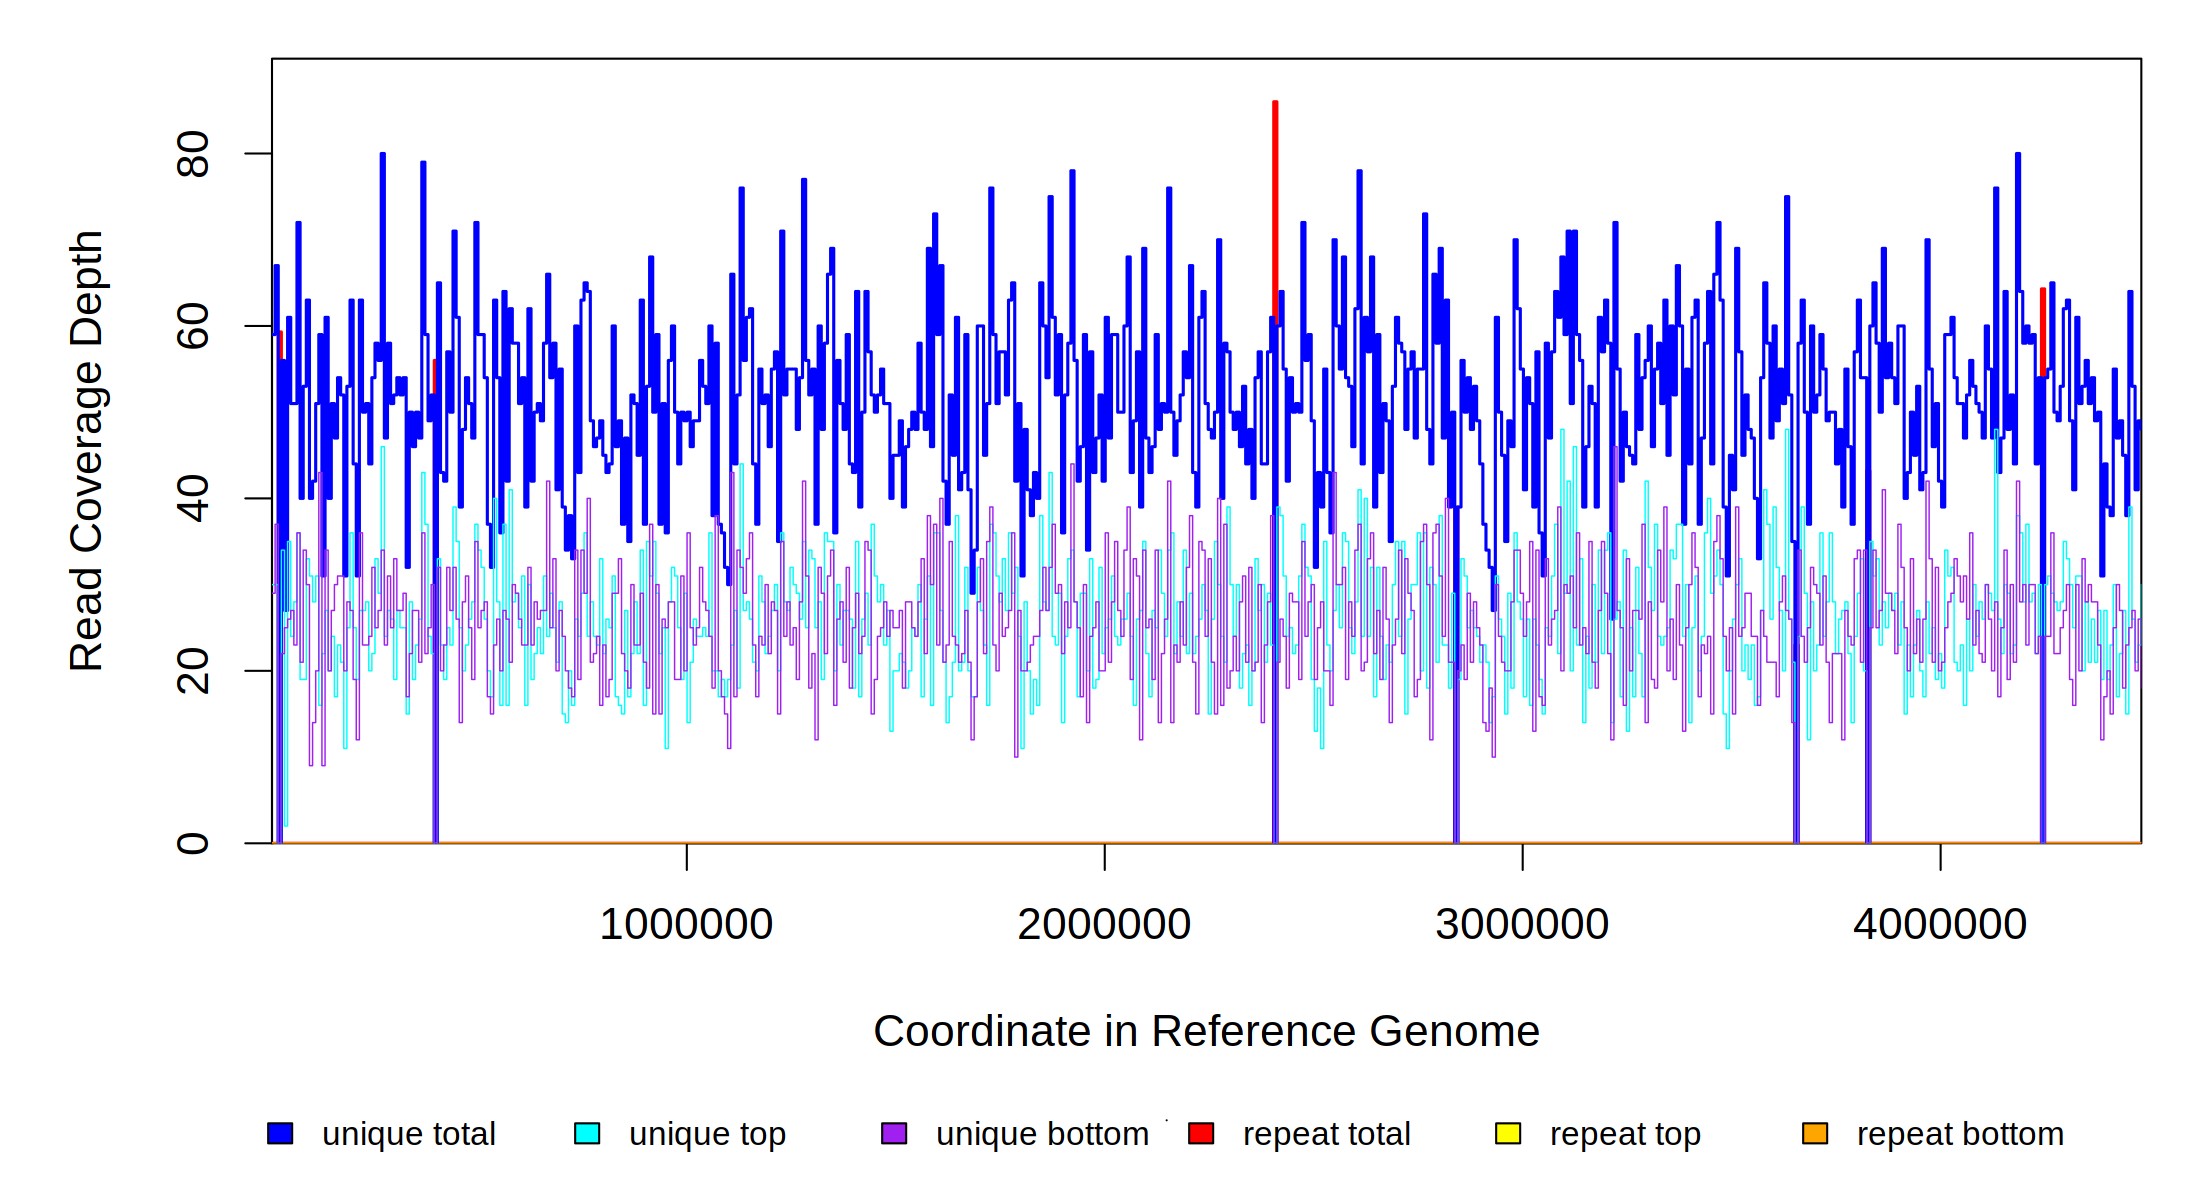 Read Coverage Depth
80
60
40
20
0
1000000 2000000 3000000 4000000
Coordinate in Reference Genome
unique total unique top unique bottom repeat total repeat top repeat bottom